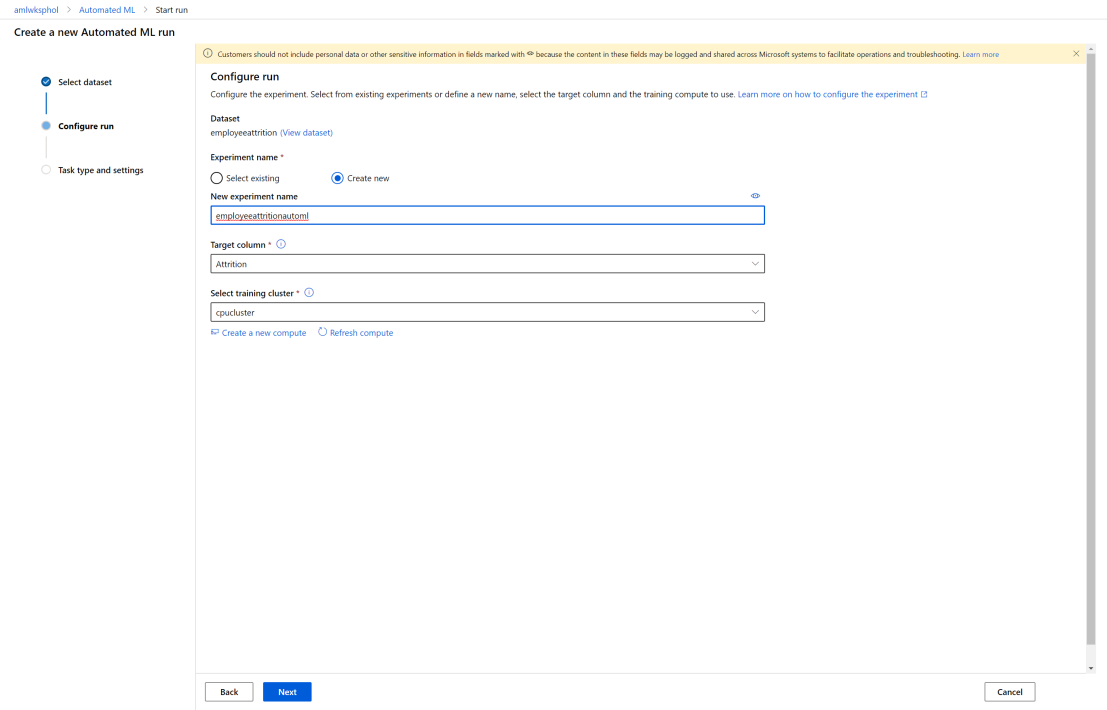 amlwksphol > Automated ML > Start run
Create a new Automated ML run
Select dataset
Configure run
Task type and settings
Customers should not include personal data or other sensitive information in fields marked with because the content in these fields may be logged and shared across Microsoft systems to facilitate operations and troubleshooting. Learn more
Configure run
Configure the experiment. Select from existing experiments or define a new name, select the target column and the training compute to use. Learn more on how to configure the experiment
Dataset
employeeattrition (View dataset)
Experiment name *
Select existing Create new
New experiment name
employeeattritionautoml
Target column *
Attrition
Select training cluster *
cpucluster
Create a new compute Refresh compute
Back Next Cancel